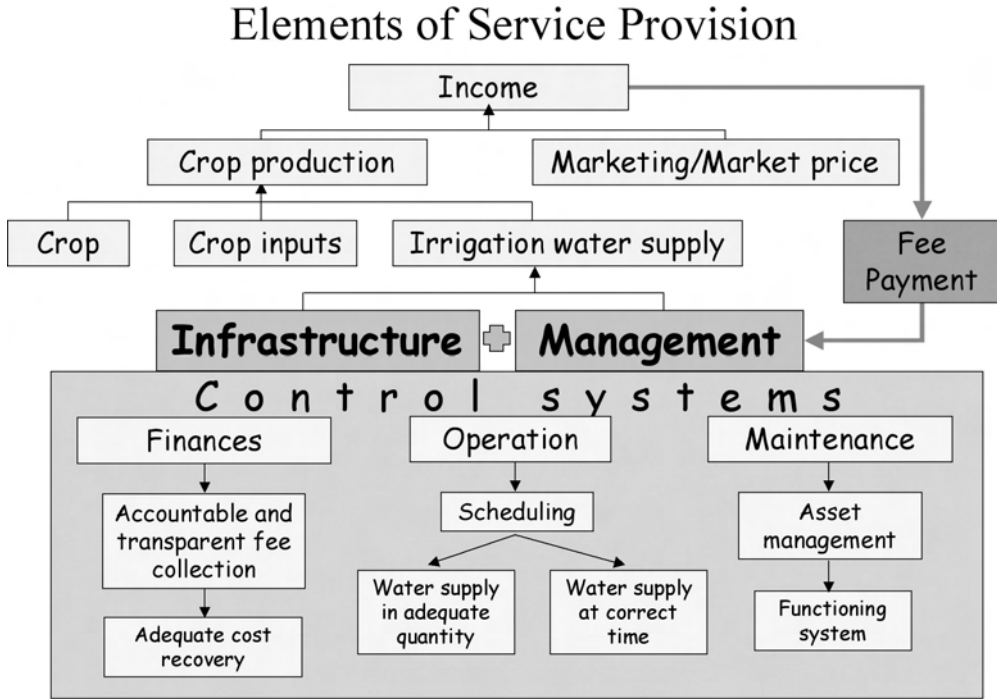 Elements of Service Provision
Income
Crop production
Marketing/Market price
Crop
Crop inputs
Irrigation water supply
Fee
Payment
Infrastructure
Management
Control systems
Finances
Operation
Maintenance
Accountable and
transparent fee
collection
Scheduling
Asset
management
Adequate cost
recovery
Water supply
in adequate
quantity
Water supply
at correct
time
Functioning
system